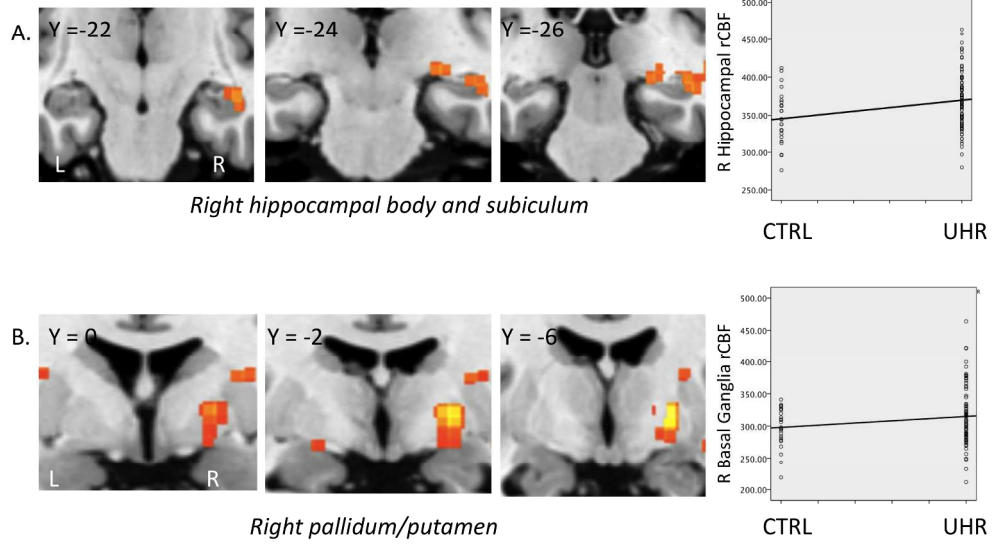 A.
Y =-22
Y =-24
Y =-26
L
R
Right hippocampal body and subiculum
R Hippocampal rCBF
500.00
450.00
400.00
350.00
300.00
250.00
CTRL
UHR
B.
Y = 0
Y = -2
Y = -6
L
R
Right pallidum/putamen
R Basal Ganglia rCBF
500.00
450.00
400.00
350.00
300.00
250.00
200.00
CTRL
UHR